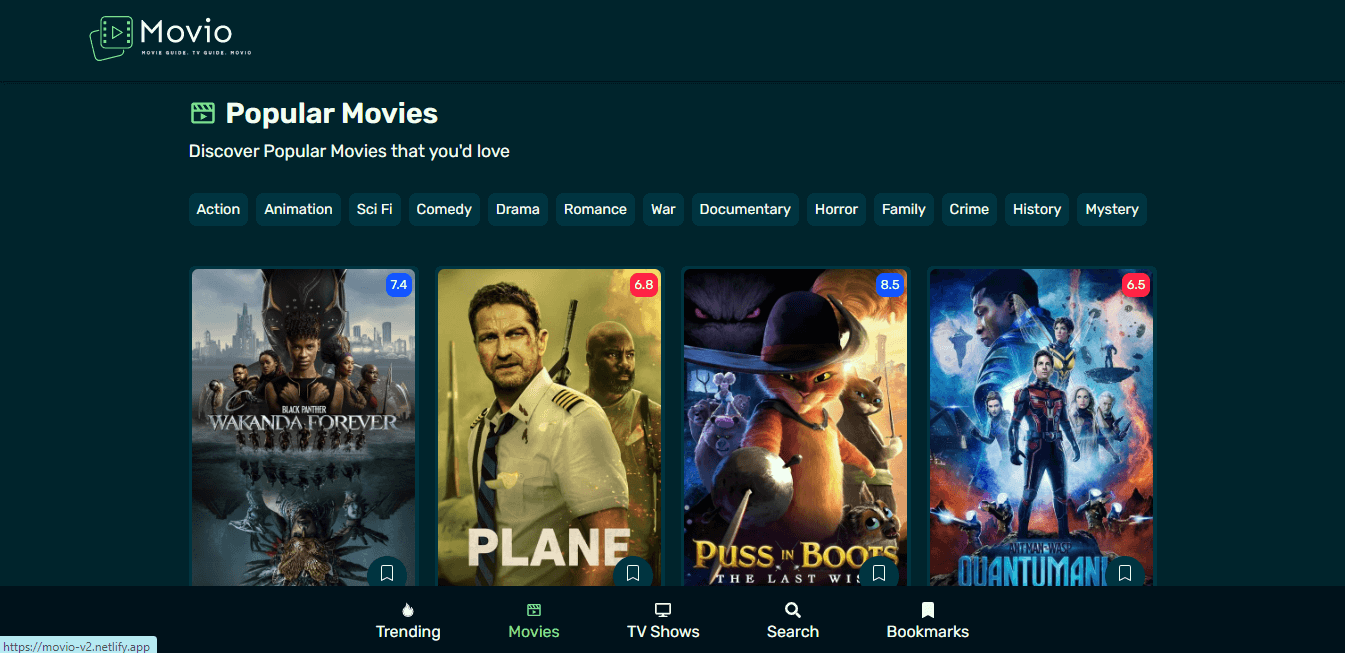 Movio
MOVIE GUIDE. TV GUIDE. MOVIO
Popular Movies
Discover Popular Movies that you'd love
Action Animation Sci Fi Comedy Drama Romance War Documentary Horror Family Crime History Mystery
7.4 6.8 8.5 6.5
BLACK PANTHER
WAKANDA FOREVER
PLANE
PUSS IN BOOTS
THE LAST WIS
ANT-MAN AND THE WASP
QUANTUMAN
Trending Movies TV Shows Search Bookmarks
https://movio-v2.netlify.app